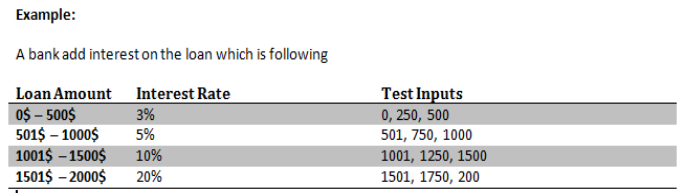 Example:
A bank add interest on the loan which is following
Loan Amount Interest Rate Test Inputs
0$ – 500$ 3% 0, 250, 500
501$ – 1000$ 5% 501, 750, 1000
1001$ – 1500$ 10% 1001, 1250, 1500
1501$ – 2000$ 20% 1501, 1750, 200